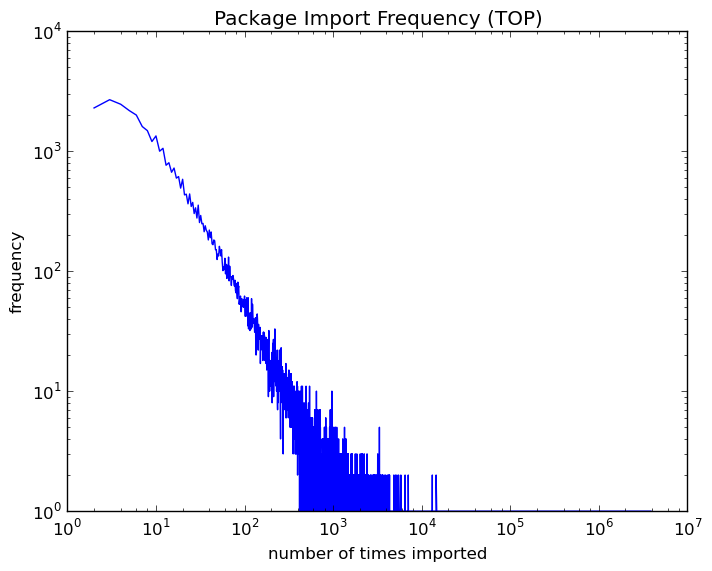 Package Import Frequency (TOP)
10^4
10^3
10^2
10^1
10^0
frequency
10^0 10^1 10^2 10^3 10^4 10^5 10^6 10^7
number of times imported